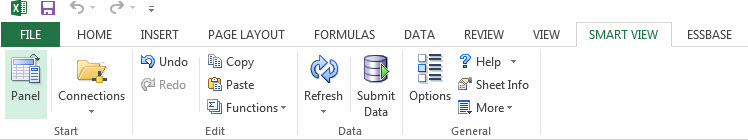 FILE HOME INSERT PAGE LAYOUT FORMULAS DATA REVIEW VIEW SMART VIEW ESSBASE
Panel
Connections
Start
Undo
Redo
Copy
Paste
Functions
Edit
Refresh
Submit
Data
Data
Options
Help
Sheet Info
More
General